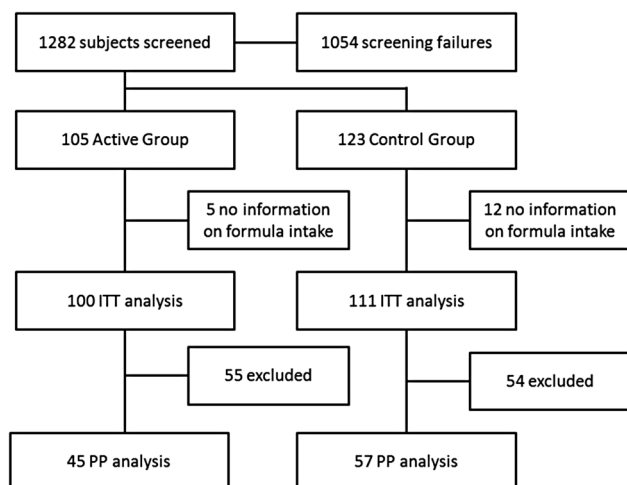 1282 subjects screened
1054 screening failures
105 Active Group
123 Control Group
5 no information
on formula intake
12 no information
on formula intake
100 ITT analysis
111 ITT analysis
55 excluded
54 excluded
45 PP analysis
57 PP analysis